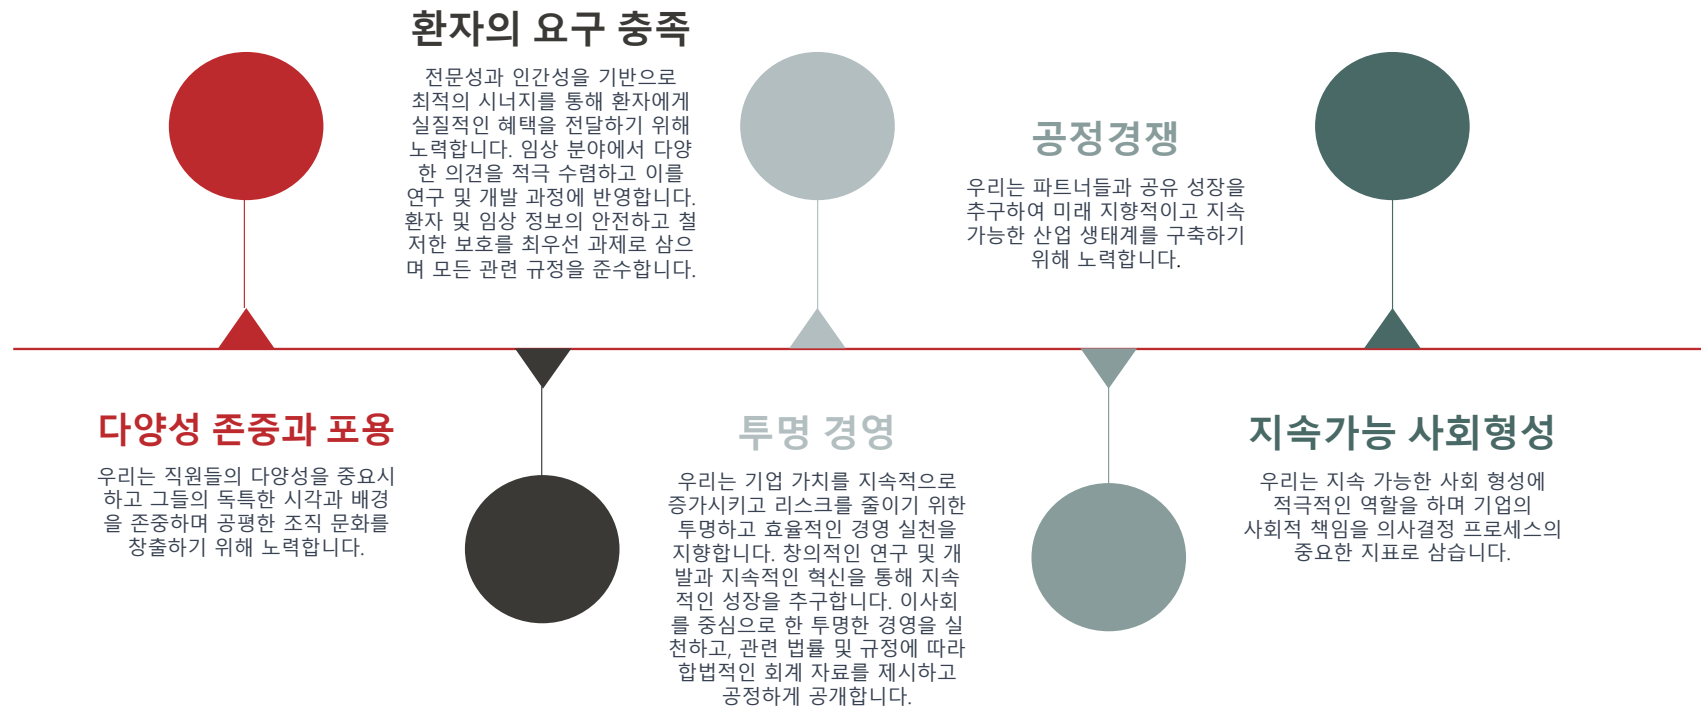 환자의 요구 충족
전문성과 인간성을 기반으로
최적의 시너지를 통해 환자에게
실질적인 혜택을 전달하기 위해
노력합니다. 임상 분야에서 다양
한 의견을 적극 수렴하고 이를
연구 및 개발 과정에 반영합니다.
환자 및 임상 정보의 안전하고 철
저한 보호를 최우선 과제로 삼으
며 모든 관련 규정을 준수합니다.
공정경쟁
우리는 파트너들과 공유 성장을
추구하여 미래 지향적이고 지속
가능한 산업 생태계를 구축하기
위해 노력합니다.
다양성 존중과 포용
우리는 직원들의 다양성을 중요시
하고 그들의 독특한 시각과 배경
을 존중하며 공평한 조직 문화를
창출하기 위해 노력합니다.
투명 경영
우리는 기업 가치를 지속적으로
증가시키고 리스크를 줄이기 위한
투명하고 효율적인 경영 실천을
지향합니다. 창의적인 연구 및 개
발과 지속적인 혁신을 통해 지속
적인 성장을 추구합니다. 이사회
를 중심으로 한 투명한 경영을 실
천하고, 관련 법률 및 규정에 따라
합법적인 회계 자료를 제시하고
공정하게 공개합니다.
지속가능 사회형성
우리는 지속 가능한 사회 형성에
적극적인 역할을 하며 기업의
사회적 책임을 의사결정 프로세스의
중요한 지표로 삼습니다.